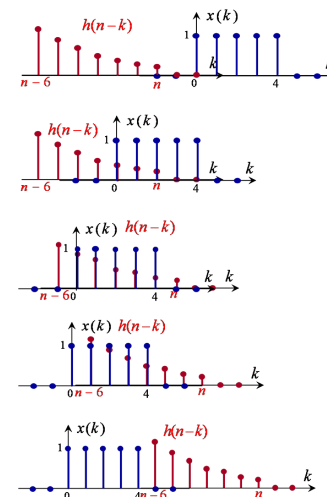 h(n−k) x(k)
1
k k
n−6 n 0 4
x(k)
h(n−k) 1
k k
n−6 0 n 4
x(k) h(n−k)
1
k k
n−6 0 4 n
x(k) h(n−k)
1
k
0 n−6 4 n
x(k) h(n−k)
1
k
0 4 n−6 n